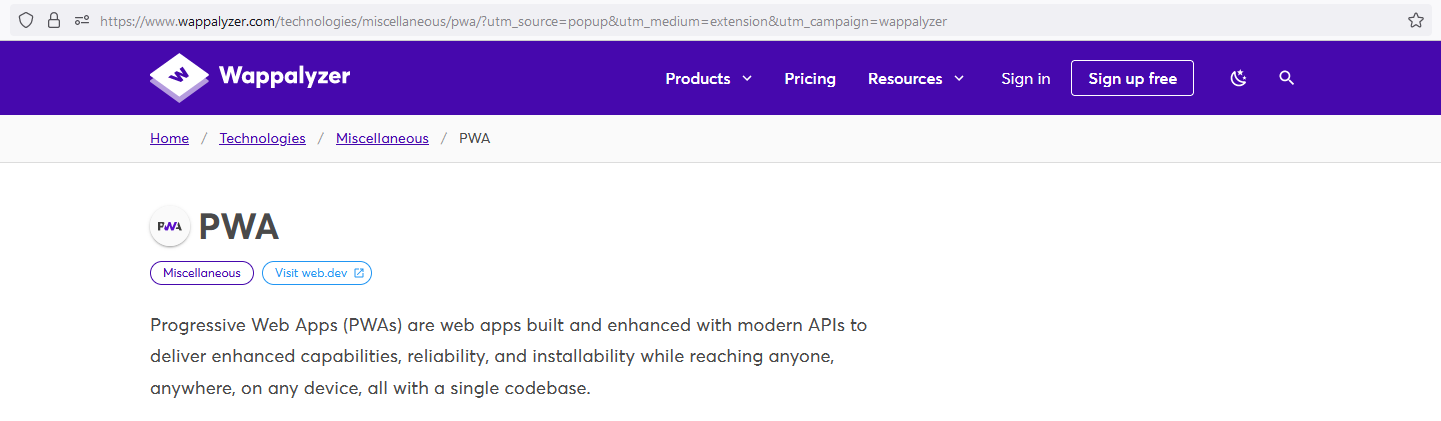 https://www.wappalyzer.com/technologies/miscellaneous/pwa/?utm_source=popup&utm_medium=extension&utm_campaign=wappalyzer
W Wappalyzer Products Pricing Resources Sign in Sign up free
Home / Technologies / Miscellaneous / PWA
PWA PWA
Miscellaneous Visit web.dev
Progressive Web Apps (PWAs) are web apps built and enhanced with modern APIs to
deliver enhanced capabilities, reliability, and installability while reaching anyone,
anywhere, on any device, all with a single codebase.